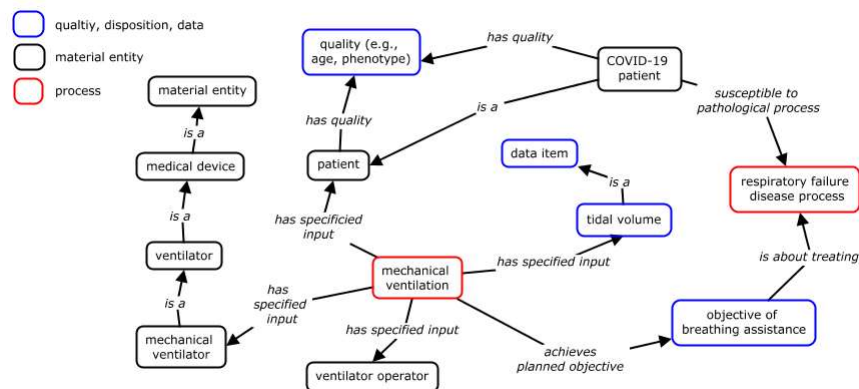 qualtiy, disposition, data
material entity
process
quality (e.g.,
age, phenotype)
has quality
COVID-19
patient
material entity
has quality
is a
susceptible to
pathological process
is a
medical device
patient
data item
is a
respiratory failure
disease process
is a
has specificied
input
tidal volume
ventilator
mechanical
ventilation
has specified input
is about treating
is a
has
specified
input
has specified input
objective of
breathing assistance
mechanical
ventilator
achieves
planned objective
ventilator operator